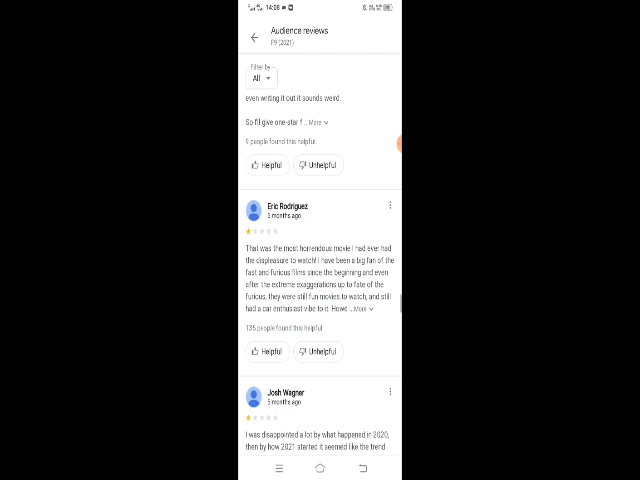 14:08
Audience reviews
F9 (2021)
Filter by
All
even writing it out it sounds weird.
So I'll give one-star f... More
9 people found this helpful
Helpful
Unhelpful
Eric Rodriguez
5 months ago
That was the most horrendous movie I had ever had
the displeasure to watch! I have been a big fan of the
fast and furious films since the beginning and even
after the extreme exaggerations up to fate of the
furious, they were still fun movies to watch, and still
had a car enthusiast vibe to it. Howe ...More
135 people found this helpful
Helpful
Unhelpful
Josh Wagner
5 months ago
I was disappointed a lot by what happened in 2020,
then by how 2021 started it seemed like the trend